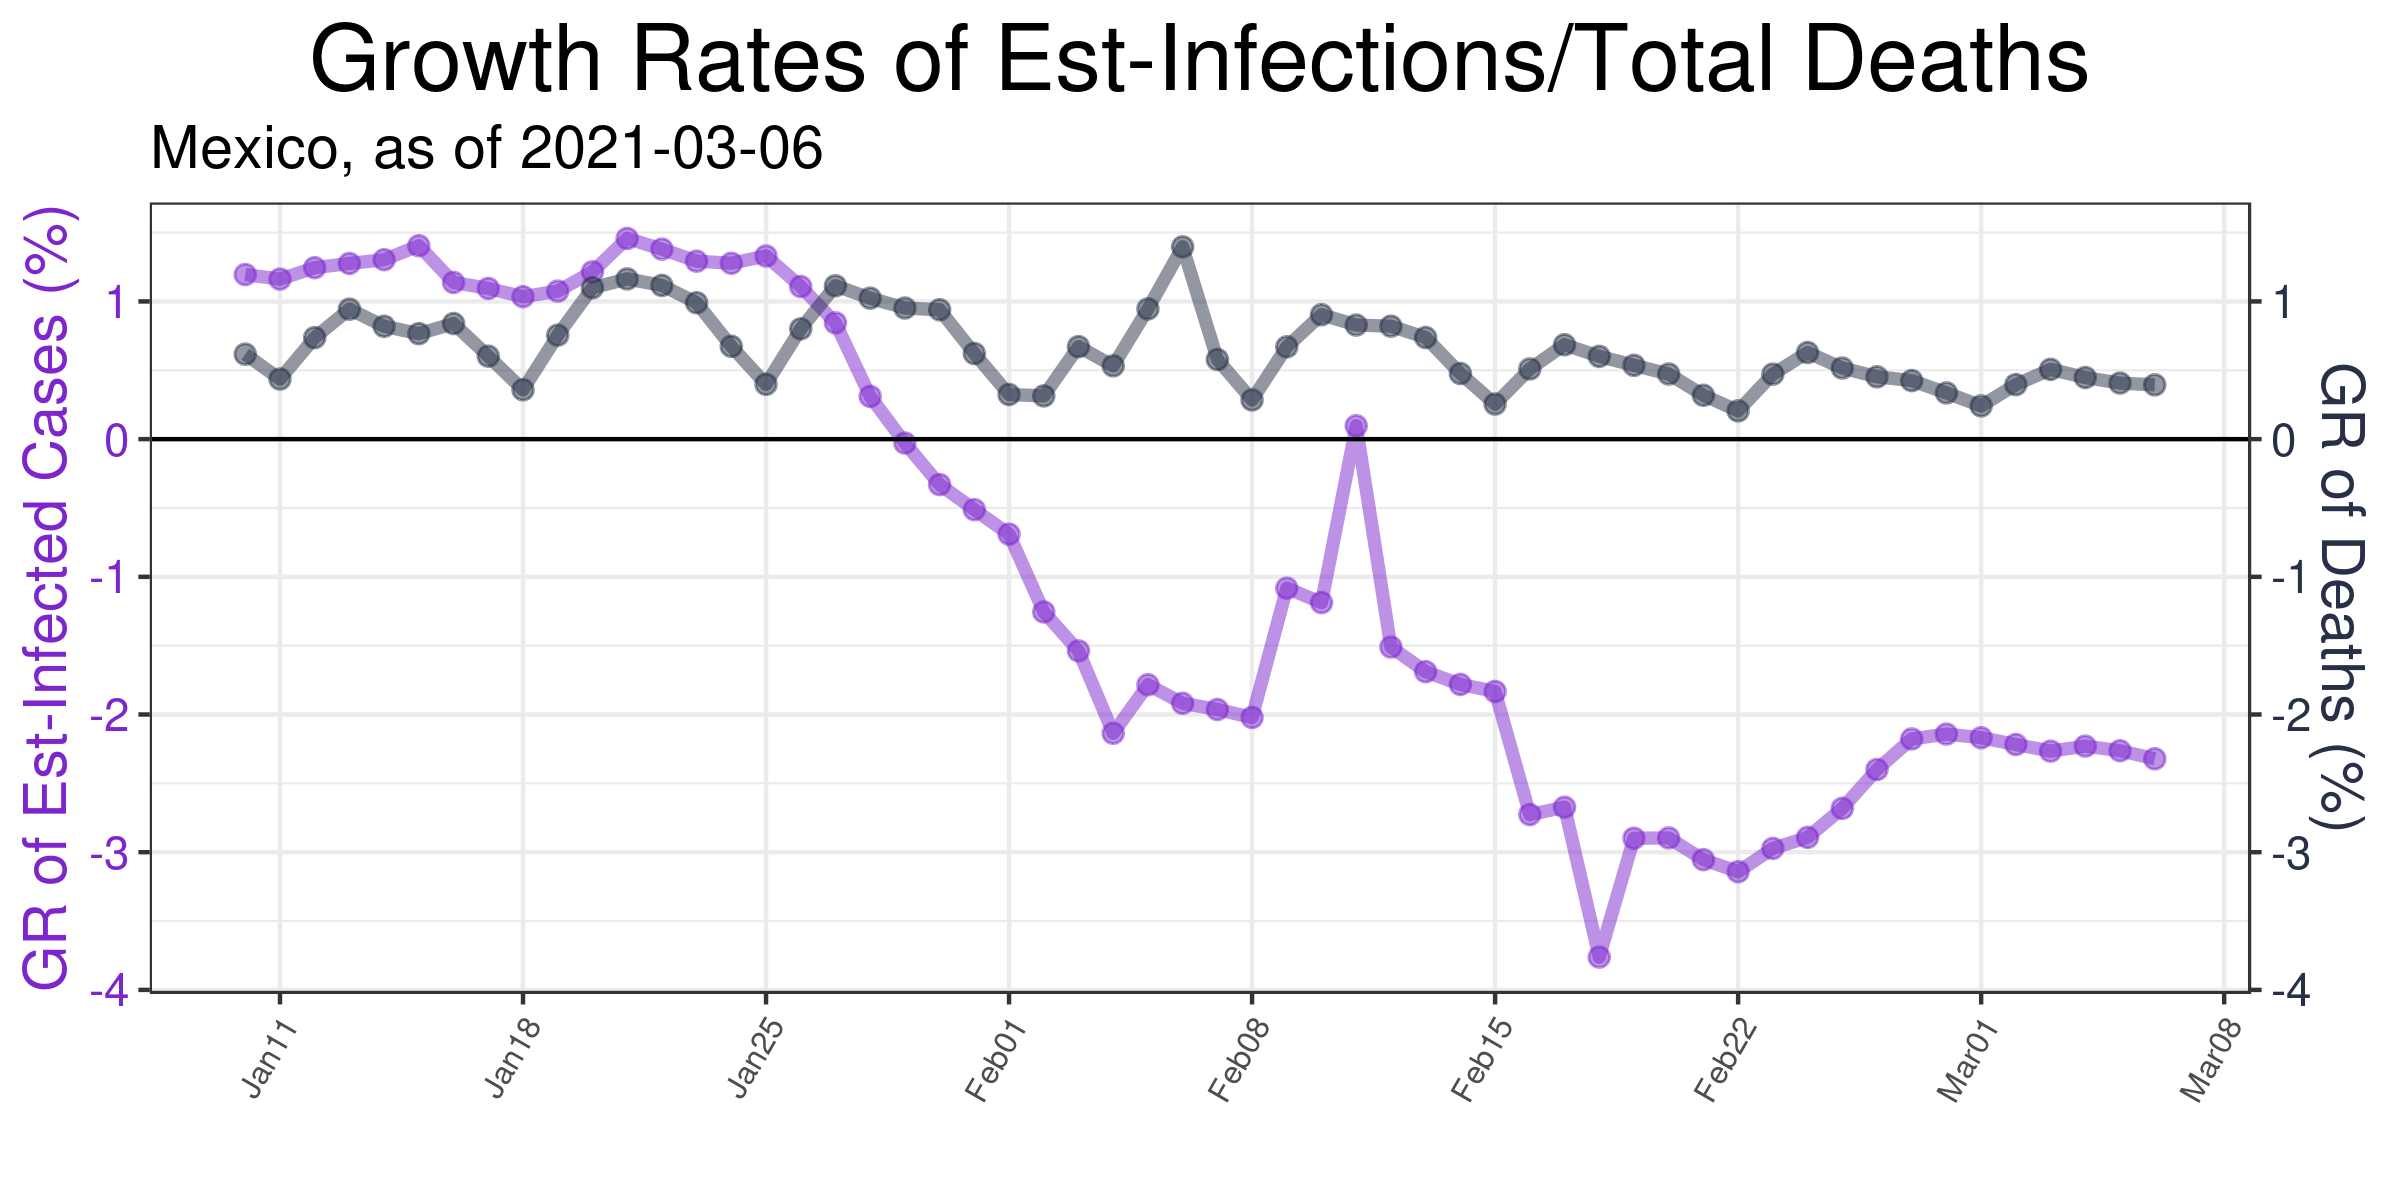 Growth Rates of Est-Infections/Total Deaths
Mexico, as of 2021-03-06
GR of Est-Infected Cases (%)
1
0
-1
-2
-3
-4
1
0
-1
-2
-3
-4
GR of Deaths (%)
Jan11
Jan18
Jan25
Feb01
Feb08
Feb15
Feb22
Mar01
Mar08